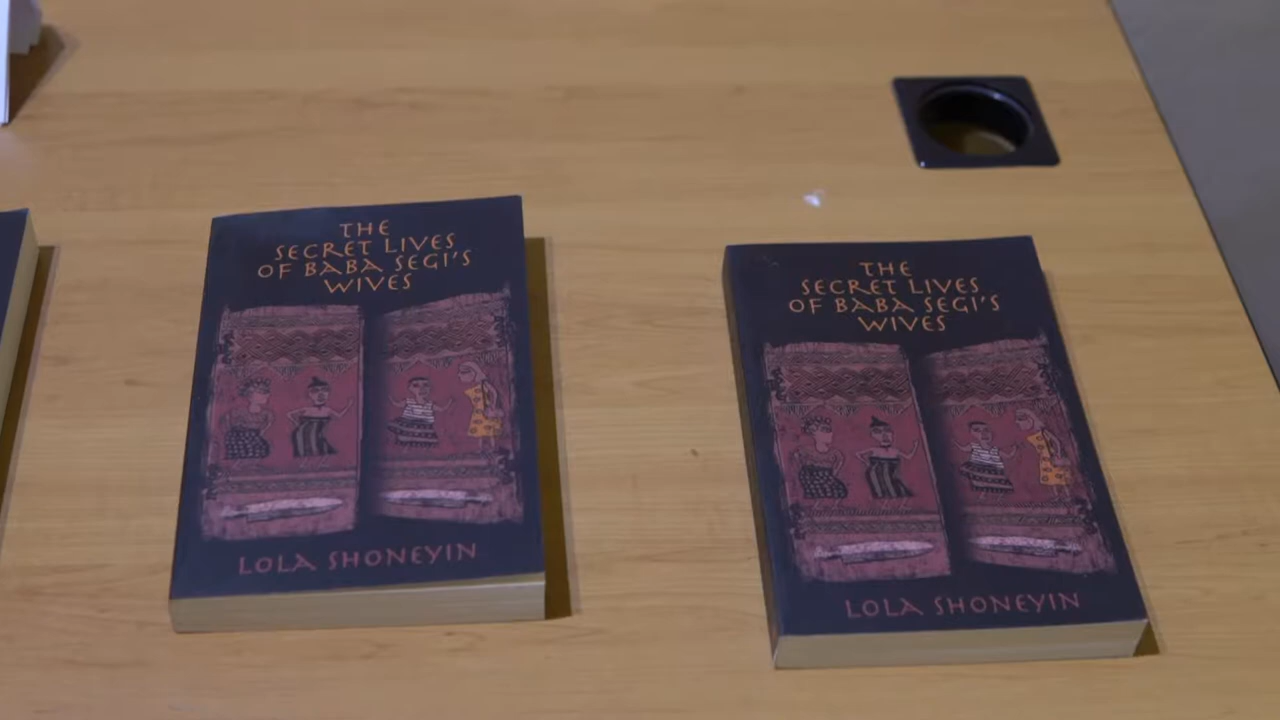 THE
SECRET LIVES
OF BABA SEGI'S
WIVES
LOLA SHONEYIN
THE
SECRET LIVES
OF BABA SEGI'S
WIVES
LOLA SHONEYIN